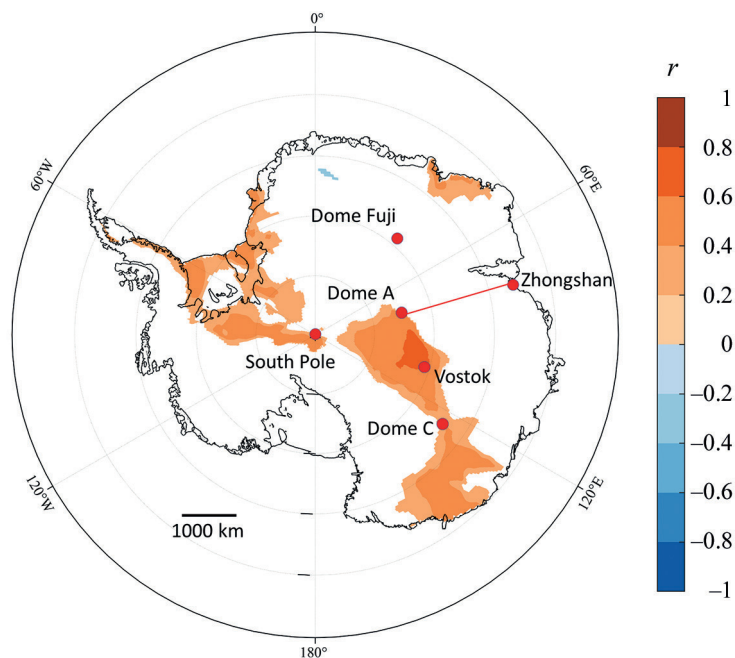 0°
r
1
0.8
60°W
60°E
0.6
Dome Fuji
0.4
Zhongshan
Dome A
0.2
0
South Pole
Vostok
–0.2
Dome C
–0.4
120°W
120°E
–0.6
1000 km
–0.8
–1
180°